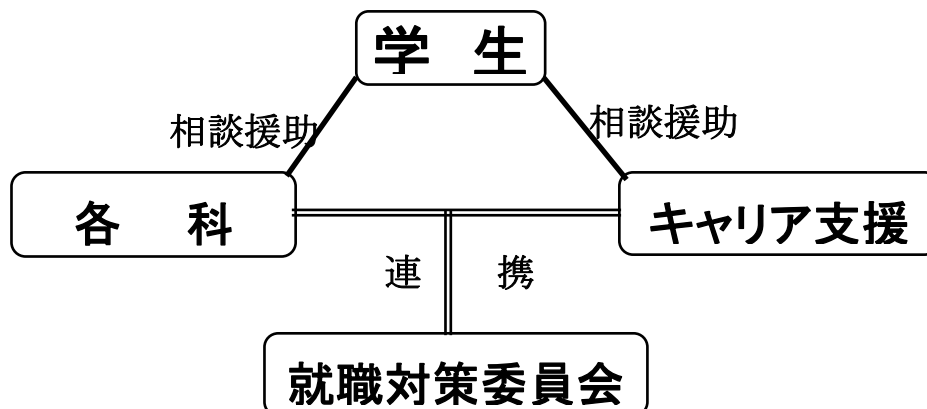 学　生
相談援助
相談援助
各　科
キャリア支援
連　携
就職対策委員会